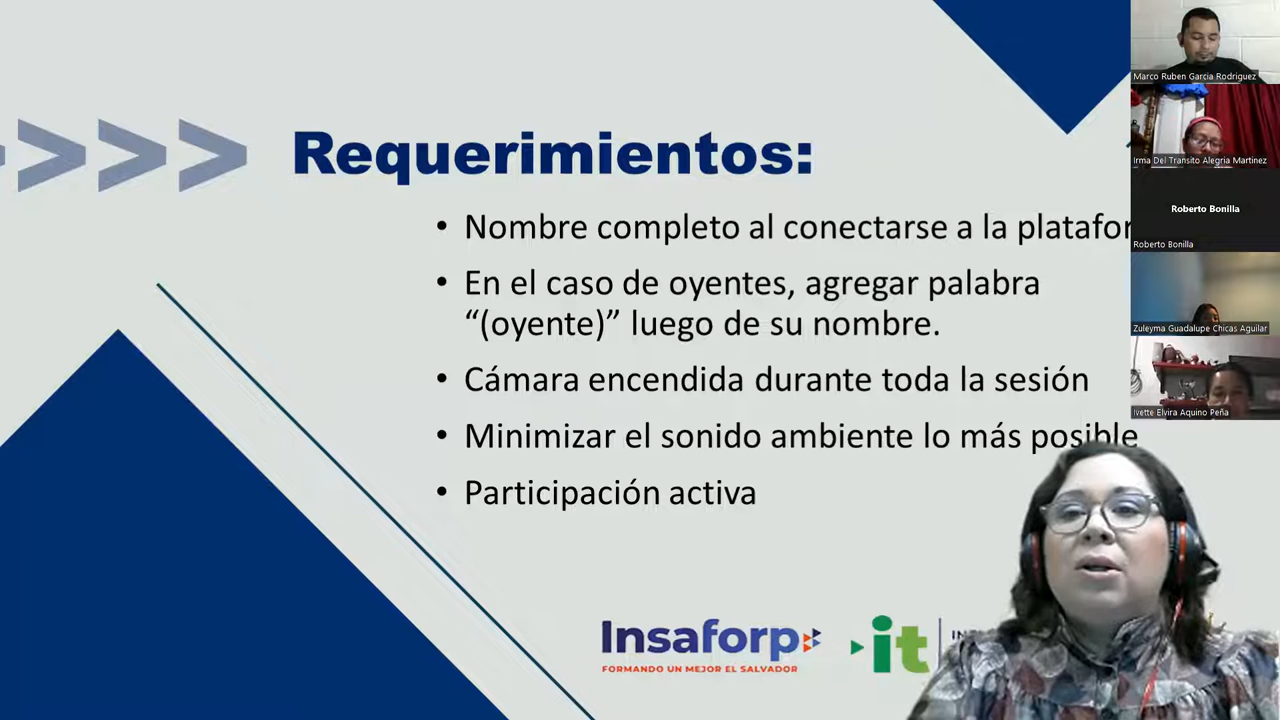 Requerimientos:
• Nombre completo al conectarse a la platafor
• En el caso de oyentes, agregar palabra
“(oyente)” luego de su nombre.
• Cámara encendida durante toda la sesión
• Minimizar el sonido ambiente lo más posible
• Participación activa
Insaforp
FORMANDO UN MEJOR EL SALVADOR
it
Marco Ruben Garcia Rodriguez
Irma Del Transito Alegria Martinez
Roberto Bonilla
Roberto Bonilla
Zuleyma Guadalupe Chicas Aguilar
Ivette Elvira Aquino Peña